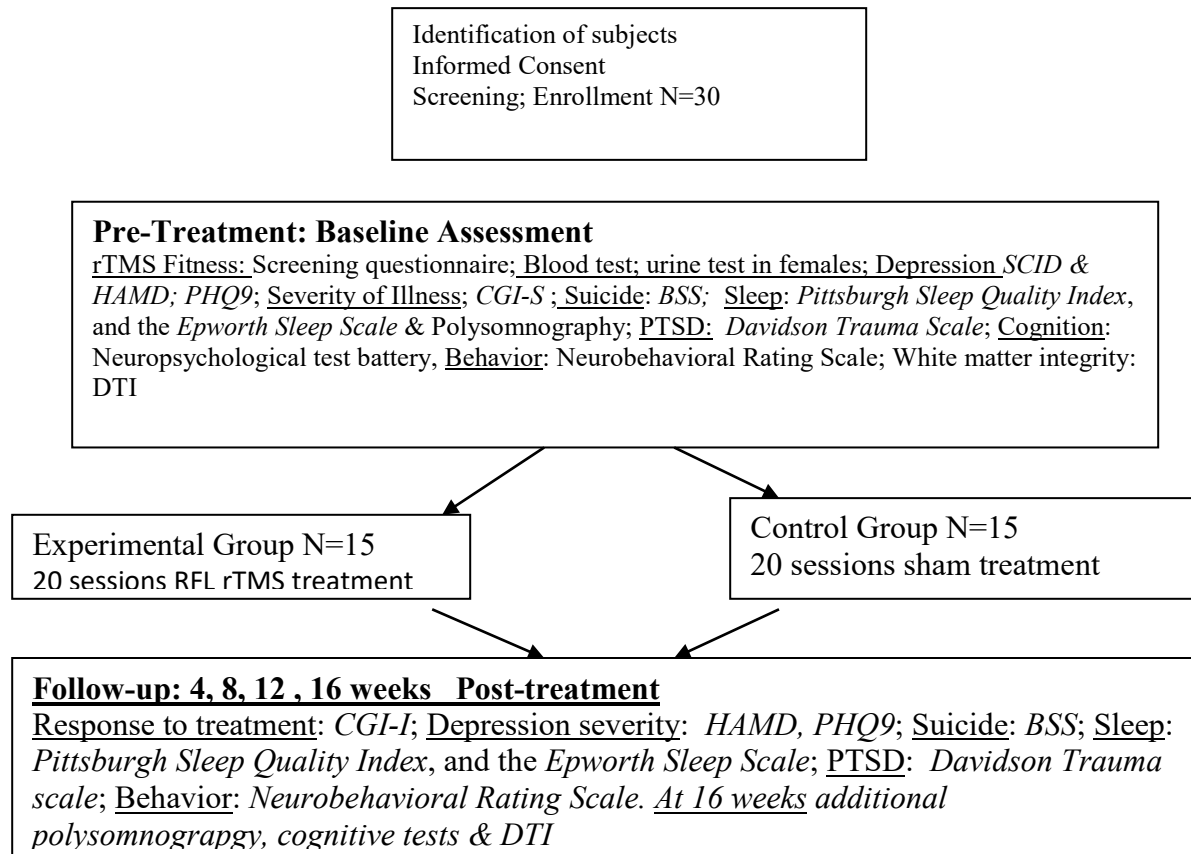 Identification of subjects
Informed Consent
Screening; Enrollment N=30
Pre-Treatment: Baseline Assessment
rTMS Fitness: Screening questionnaire; Blood test; urine test in females; Depression SCID &
HAMD; PHQ9; Severity of Illness; CGI-S ; Suicide: BSS; Sleep: Pittsburgh Sleep Quality Index,
and the Epworth Sleep Scale & Polysomnography; PTSD: Davidson Trauma Scale; Cognition:
Neuropsychological test battery, Behavior: Neurobehavioral Rating Scale; White matter integrity:
DTI
Experimental Group N=15
20 sessions RFL rTMS treatment
Control Group N=15
20 sessions sham treatment
Follow-up: 4, 8, 12 , 16 weeks Post-treatment
Response to treatment: CGI-I; Depression severity: HAMD, PHQ9; Suicide: BSS; Sleep:
Pittsburgh Sleep Quality Index, and the Epworth Sleep Scale; PTSD: Davidson Trauma
scale; Behavior: Neurobehavioral Rating Scale. At 16 weeks additional
polysomnograpgy, cognitive tests & DTI